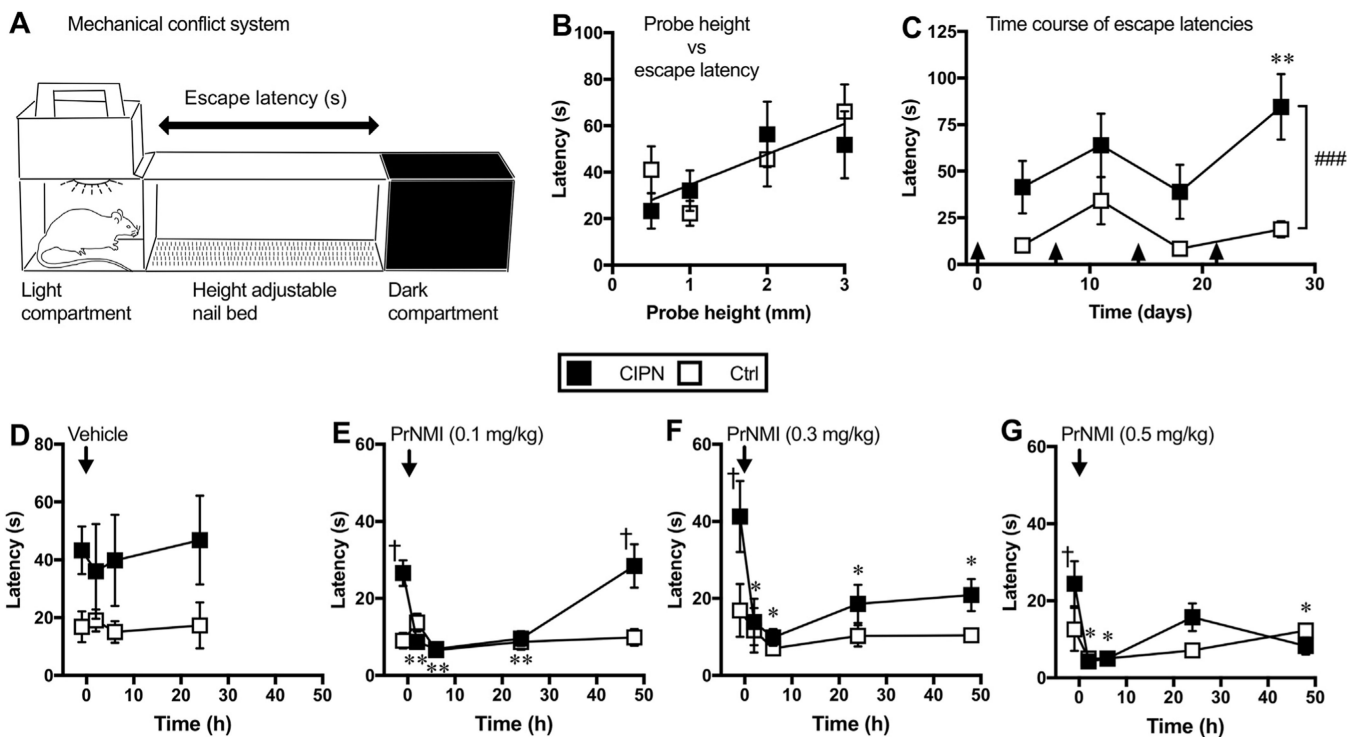 A
Mechanical conflict system
Escape latency (s)
Light
compartment
Height adjustable
nail bed
Dark
compartment
B
Probe height
vs
escape latency
100
80
60
40
20
0
Latency (s)
0
1
2
3
Probe height (mm)
C
Time course of escape latencies
125
100
75
50
25
0
Latency (s)
**
###
0
10
20
30
Time (days)
CIPN
Ctrl
D
Vehicle
80
60
40
20
0
Latency (s)
0
10
20
30
40
50
Time (h)
E
PrNMI (0.1 mg/kg)
60
40
20
0
Latency (s)
†
†
**
**
**
0
10
20
30
40
50
Time (h)
F
PrNMI (0.3 mg/kg)
60
40
20
0
Latency (s)
†
*
*
*
*
0
10
20
30
40
50
Time (h)
G
PrNMI (0.5 mg/kg)
60
40
20
0
Latency (s)
†
*
*
*
0
10
20
30
40
50
Time (h)